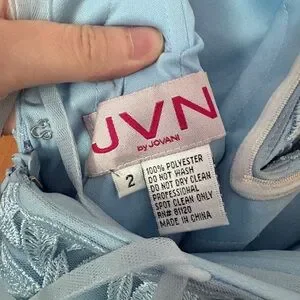 JVN
by JOVANI
2
100% POLYESTER
DO NOT WASH
DO NOT DRY CLEAN
PROFESSIONAL
SPOT CLEAN ONLY
RN# 81120
MADE IN CHINA